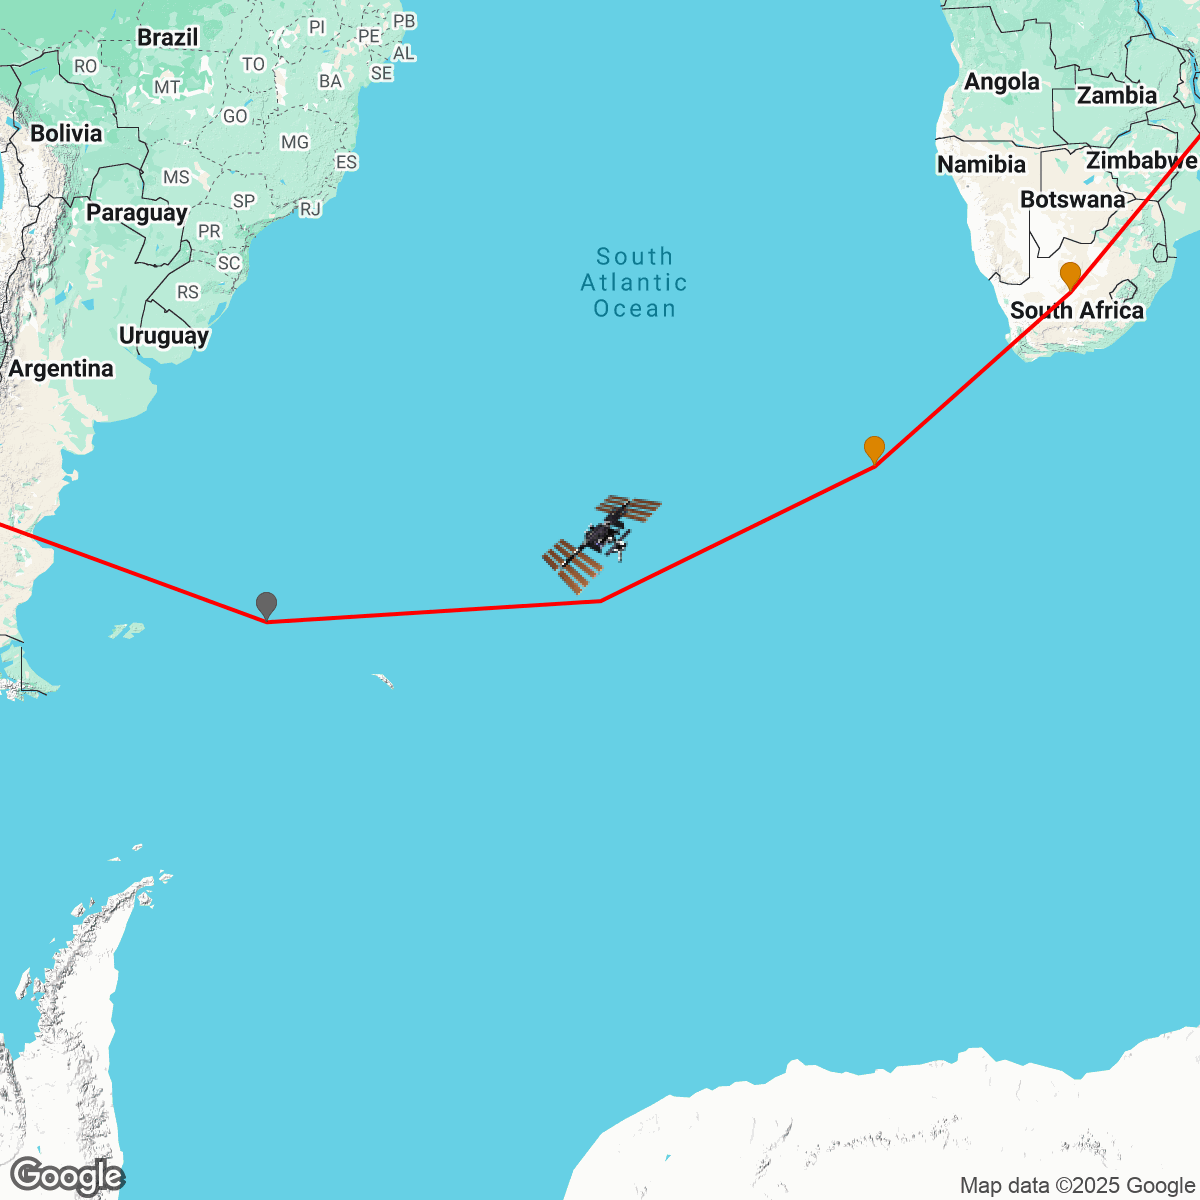 PB
PI
Brazil
PE
AL
TO
RO
SE
BA
MT
Angola
Zambia
GO
Bolivia
MG
ES
Zimbabwe
Namibia
MS
Botswana
SP
RJ
Paraguay
PR
South
Atlantic
Ocean
SC
RS
South Africa
Uruguay
Argentina
Google
Map data ©2025 Google